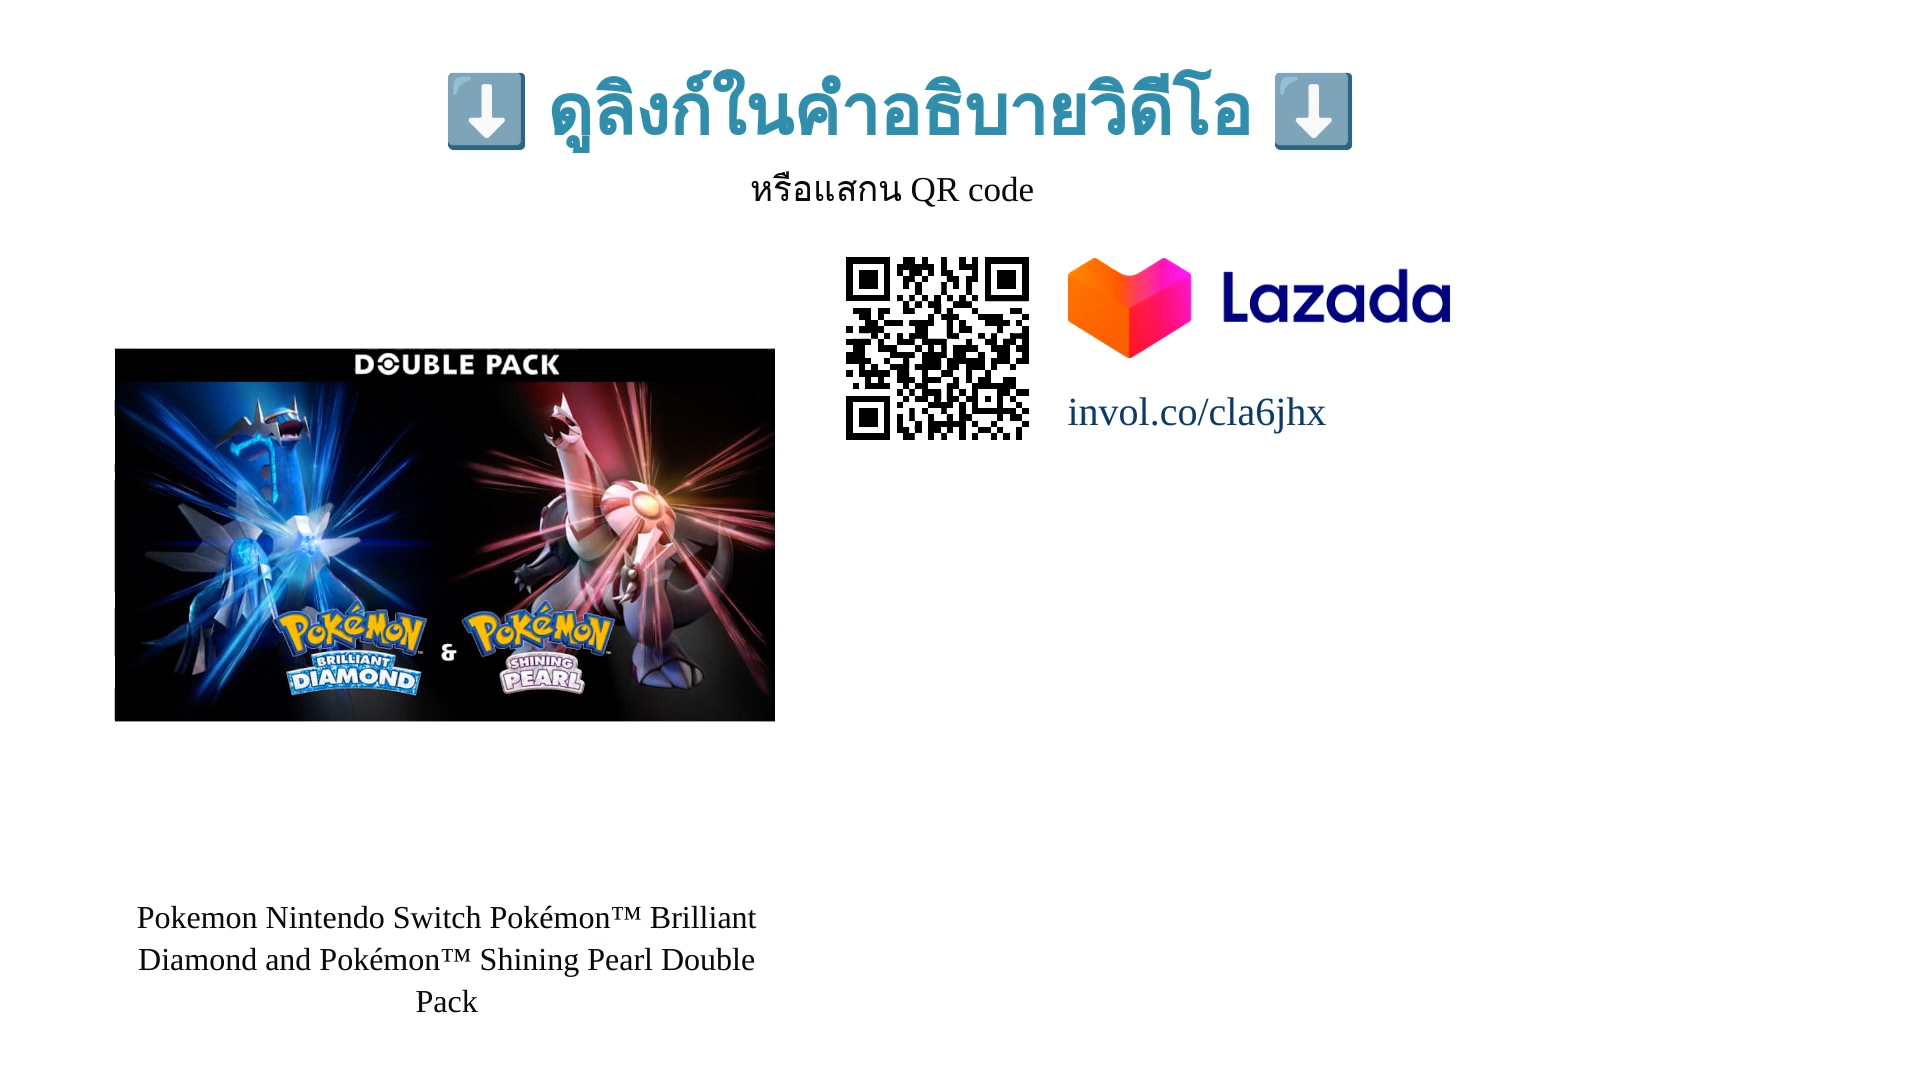 ⬇️ ดูลิงก์ในคำอธิบายวิดีโอ ⬇️
หรือแสกน QR code
Lazada
invol.co/cla6jhx
DOUBLE PACK
POKÉMON™ & POKÉMON™
BRILLIANT SHINING
DIAMOND PEARL
Pokemon Nintendo Switch Pokémon™ Brilliant
Diamond and Pokémon™ Shining Pearl Double
Pack